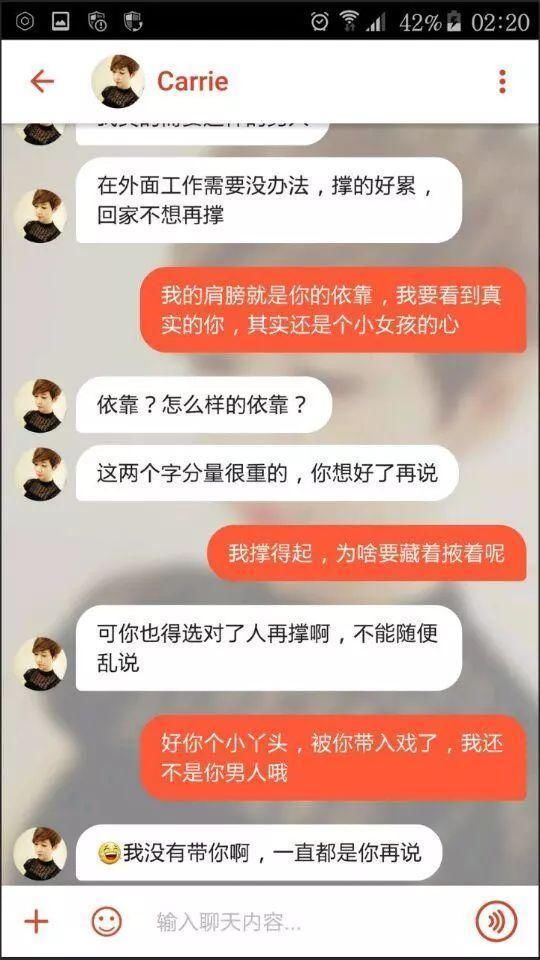 42% 02:20
Carrie
在外面工作需要没办法，撑的好累，
回家不想再撑
我的肩膀就是你的依靠，我要看到真
实的你，其实还是个小女孩的心
依靠？怎么样的依靠？
这两个字分量很重的，你想好了再说
我撑得起，为啥要藏着掖着呢
可你也得选对了人再撑啊，不能随便
乱说
好你个小丫头，被你带入戏了，我还
不是你男人哦
😄我没有带你啊，一直都是你再说
输入聊天内容...